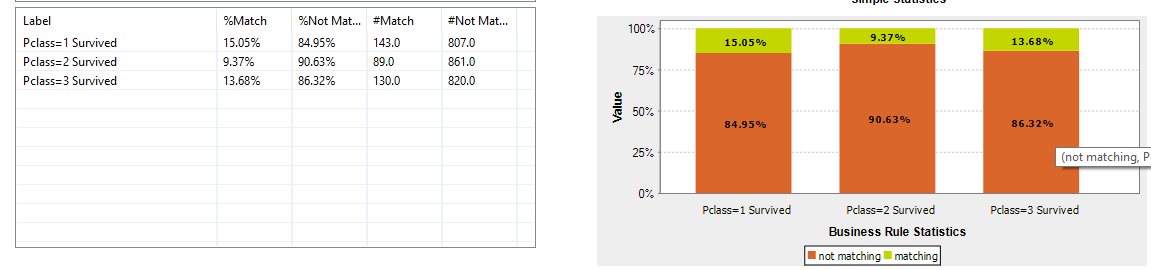 Label %Match %Not Mat... #Match #Not Mat...
Pclass=1 Survived 15.05% 84.95% 143.0 807.0
Pclass=2 Survived 9.37% 90.63% 89.0 861.0
Pclass=3 Survived 13.68% 86.32% 130.0 820.0
Simple Statistics
100%
75%
50%
25%
0%
Value
15.05%
9.37%
13.68%
84.95%
90.63%
86.32%
(not matching, P
Pclass=1 Survived Pclass=2 Survived Pclass=3 Survived
Business Rule Statistics
not matching matching